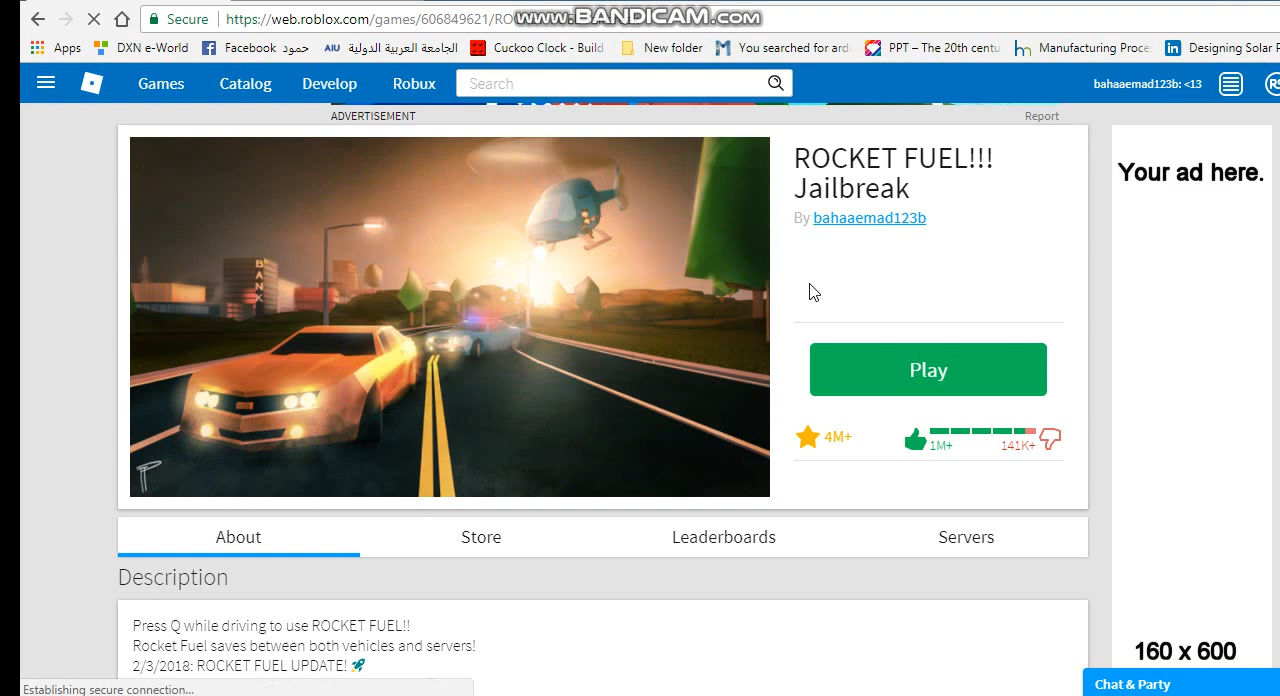 Secure https://web.roblox.com/games/606849621/RO
www.BANDICAM.com
Apps DXN e-World Facebook حمود AIU الجامعة العربية الدولية Cuckoo Clock - Build New folder You searched for ard PPT – The 20th centu Manufacturing Proce Designing Solar P
Games Catalog Develop Robux Search bahaaemad123b: <13 R$
ADVERTISEMENT Report
ROCKET FUEL!!!
Jailbreak
By bahaaemad123b
BANK
Your ad here.
Play
4M+ 1M+ 141K+
About Store Leaderboards Servers
Description
Press Q while driving to use ROCKET FUEL!!
Rocket Fuel saves between both vehicles and servers!
2/3/2018: ROCKET FUEL UPDATE! 🚀
160 x 600
Establishing secure connection...
Chat & Party